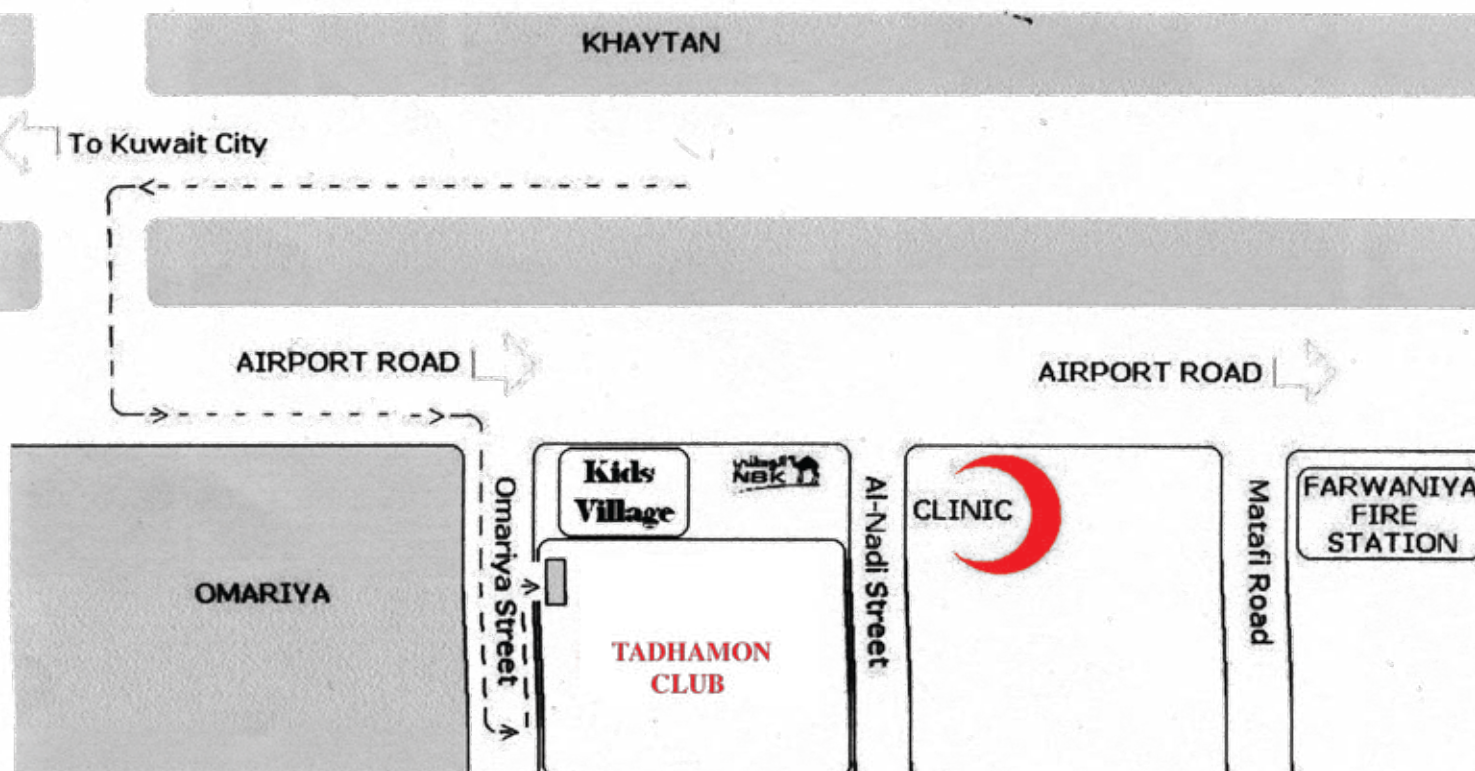 KHAYTAN
To Kuwait City
AIRPORT ROAD
AIRPORT ROAD
Kids
Village
NBK
Omariya Street
Al-Nadi Street
CLINIC
Matafi Road
FARWANIYA
FIRE
STATION
OMARIYA
TADHAMON
CLUB